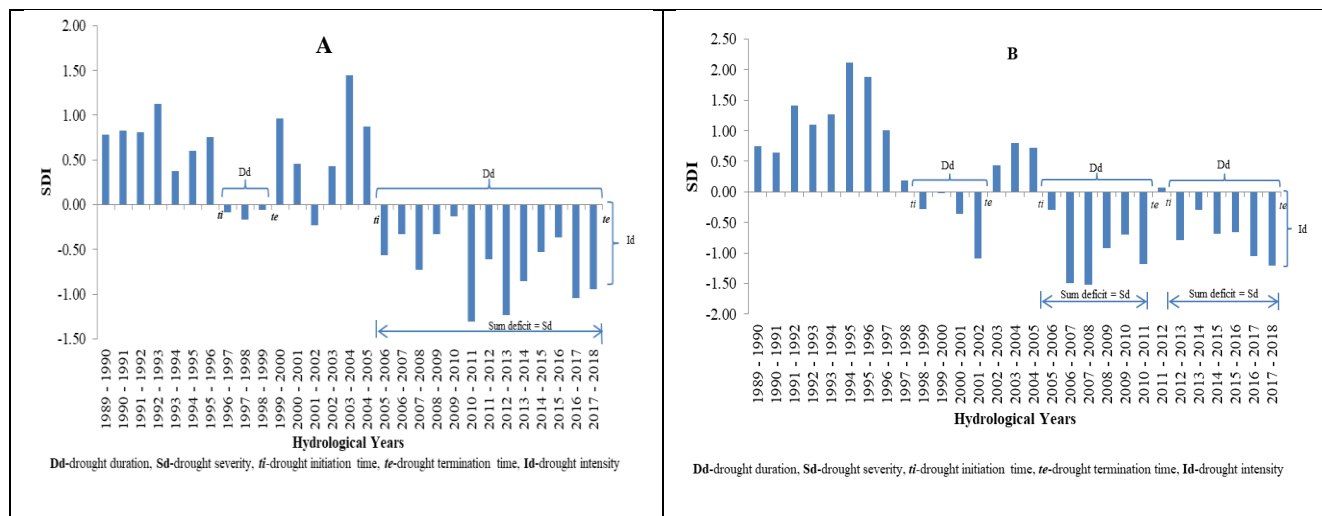 A
SDI
2.00
1.50
1.00
0.50
0.00
-0.50
-1.00
-1.50
Dd
Dd
ti
te
ti
te
Id
Sum deficit = Sd
1989 - 1990
1990 - 1991
1991 - 1992
1992 - 1993
1993 - 1994
1994 - 1995
1995 - 1996
1996 - 1997
1997 - 1998
1998 - 1999
1999 - 2000
2000 - 2001
2001 - 2002
2002 - 2003
2003 - 2004
2004 - 2005
2005 - 2006
2006 - 2007
2007 - 2008
2008 - 2009
2009 - 2010
2010 - 2011
2011 - 2012
2012 - 2013
2013 - 2014
2014 - 2015
2015 - 2016
2016 - 2017
2017 - 2018
Hydrological Years
Dd-drought duration, Sd-drought severity, ti-drought initiation time, te-drought termination time, Id-drought intensity
B
SDI
2.50
2.00
1.50
1.00
0.50
0.00
-0.50
-1.00
-1.50
-2.00
Dd
Dd
Dd
ti
te
ti
te
ti
te
Id
Sum deficit = Sd
Sum deficit = Sd
1989 - 1990
1990 - 1991
1991 - 1992
1992 - 1993
1993 - 1994
1994 - 1995
1995 - 1996
1996 - 1997
1997 - 1998
1998 - 1999
1999 - 2000
2000 - 2001
2001 - 2002
2002 - 2003
2003 - 2004
2004 - 2005
2005 - 2006
2006 - 2007
2007 - 2008
2008 - 2009
2009 - 2010
2010 - 2011
2011 - 2012
2012 - 2013
2013 - 2014
2014 - 2015
2015 - 2016
2016 - 2017
2017 - 2018
Hydrological Years
Dd-drought duration, Sd-drought severity, ti-drought initiation time, te-drought termination time, Id-drought intensity